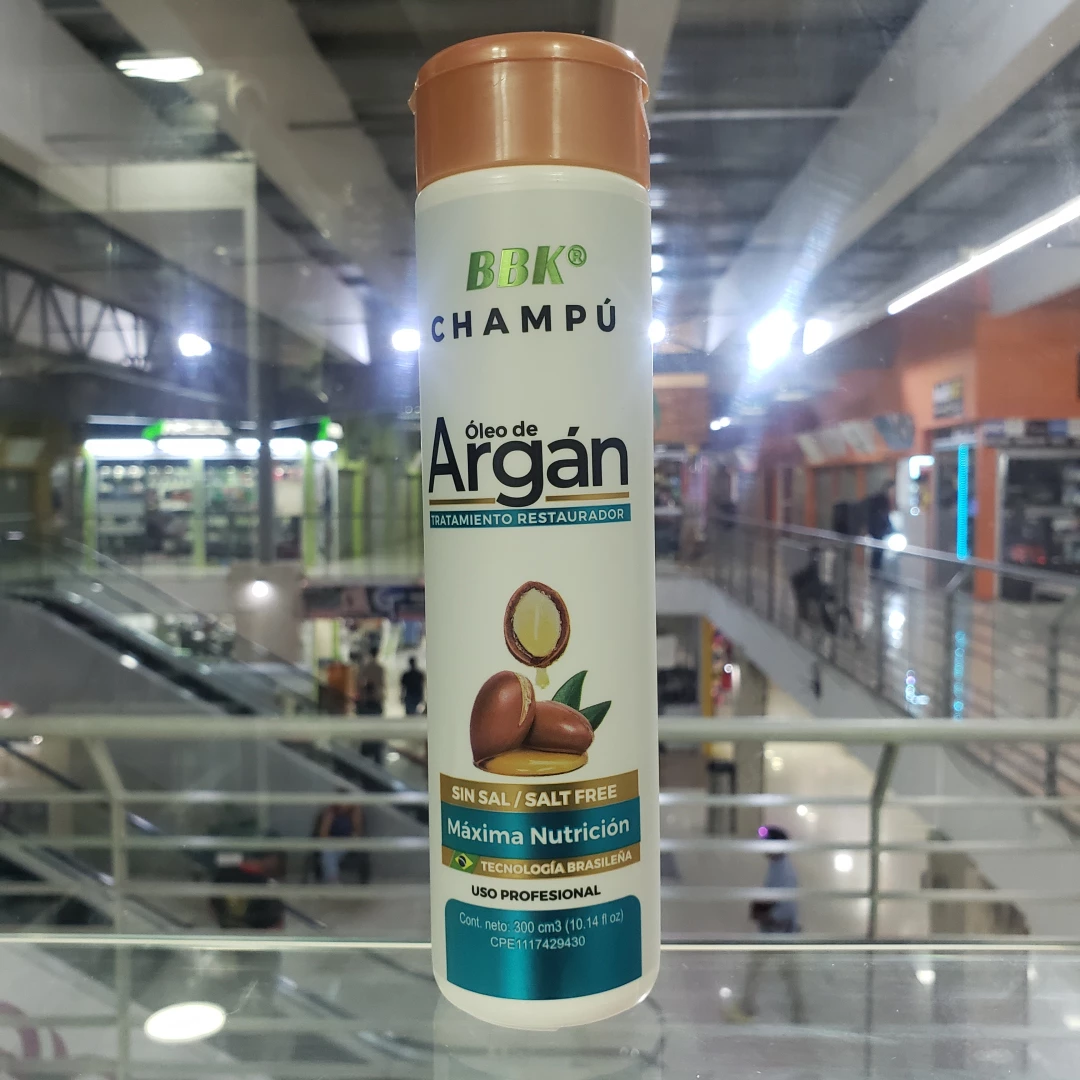 BBK®
CHAMPÚ
Óleo de
Argán
TRATAMIENTO RESTAURADOR
SIN SAL / SALT FREE
Máxima Nutrición
TECNOLOGÍA BRASILEÑA
USO PROFESIONAL
Cont. neto: 300 cm3 (10.14 fl oz)
CPE1117429430